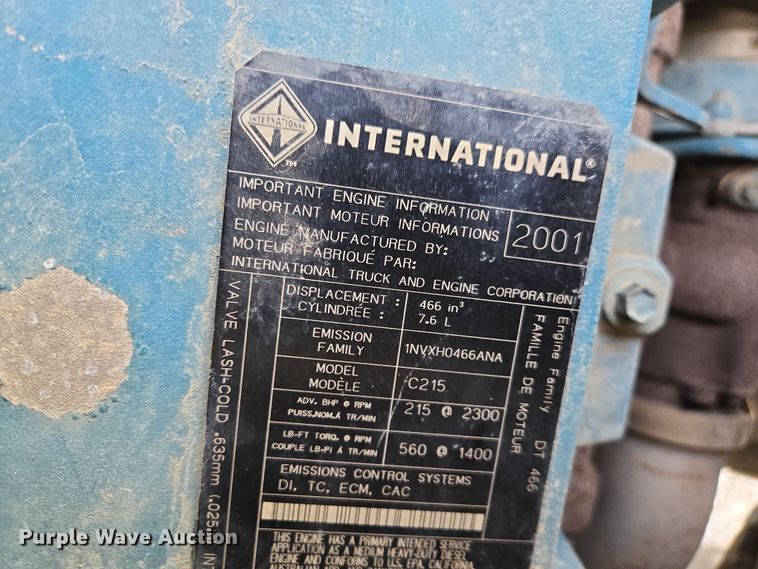 INTERNATIONAL
TM
INTERNATIONAL®
IMPORTANT ENGINE INFORMATION
IMPORTANT MOTEUR INFORMATIONS
ENGINE MANUFACTURED BY:
MOTEUR FABRIQUÉ PAR:
2001
INTERNATIONAL TRUCK AND ENGINE CORPORATION
DISPLACEMENT : 466 in³
CYLINDRÉE : 7.6 L
EMISSION FAMILY 1NVXH0466ANA
MODEL
MODÈLE C215
ADV. BHP @ RPM
PUISS.NOM.À TR/MIN 215 @ 2300
LB-FT TORQ. @ RPM
COUPLE LB-PI À TR/MIN 560 @ 1400
EMISSIONS CONTROL SYSTEMS
DI, TC, ECM, CAC
THIS ENGINE HAS A PRIMARY INTENDED SERVICE
APPLICATION AS A MEDIUM HEAVY-DUTY DIESEL
ENGINE AND CONFORMS TO U.S. EPA, CALIFORNIA
VALVE LASH-COLD .635mm (.025
Engine Family DT 466
FAMILLE DE MOTEUR
Purple Wave Auction